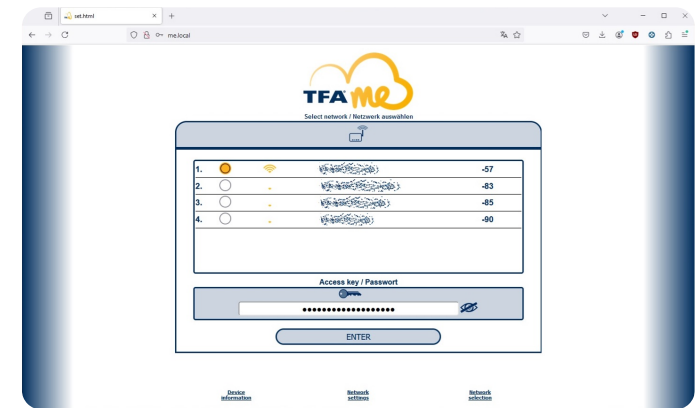 set.html
me.local
TFA me
Select network / Netzwerk auswählen
1. -57
2. -83
3. -85
4. -90
Access key / Passwort
•••••••••••••••••••
ENTER
Device information
Network settings
Network selection